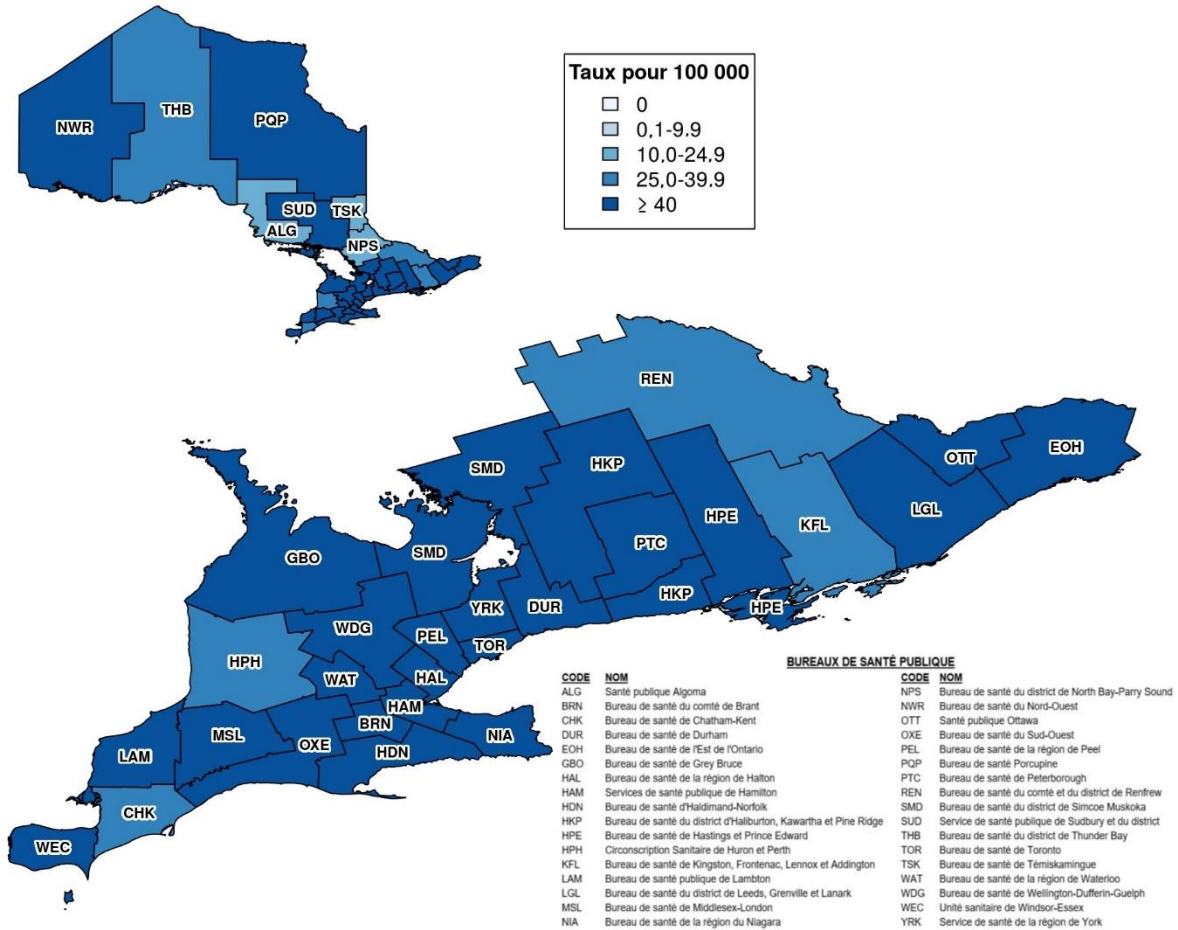 Taux pour 100 000
0
0,1-9,9
10,0-24,9
25,0-39,9
≥ 40
THB
NWR
PQP
SUD
TSK
ALG
NPS
REN
EOH
OTT
SMD
HKP
LGL
HPE
KFL
PTC
SMD
GBO
HKP
YRK
DUR
HPE
WDG
PEL
TOR
HPH
WAT
HAL
HAM
BRN
MSL
NIA
OXE
HDN
LAM
CHK
WEC
BUREAUX DE SANTÉ PUBLIQUE
CODE NOM
ALG Santé publique Algoma
BRN Bureau de santé du comté de Brant
CHK Bureau de santé de Chatham-Kent
DUR Bureau de santé de Durham
EOH Bureau de santé de l'Est de l'Ontario
GBO Bureau de santé de Grey Bruce
HAL Bureau de santé de la région de Halton
HAM Services de santé publique de Hamilton
HDN Bureau de santé d'Haldimand-Norfolk
HKP Bureau de santé du district d'Haliburton, Kawartha et Pine Ridge
HPE Bureau de santé de Hastings et Prince Edward
HPH Circonscription Sanitaire de Huron et Perth
KFL Bureau de santé de Kingston, Frontenac, Lennox et Addington
LAM Bureau de santé publique de Lambton
LGL Bureau de santé du district de Leeds, Grenville et Lanark
MSL Bureau de santé de Middlesex-London
NIA Bureau de santé de la région du Niagara
CODE NOM
NPS Bureau de santé du district de North Bay-Parry Sound
NWR Bureau de santé du Nord-Ouest
OTT Santé publique Ottawa
OXE Bureau de santé du Sud-Ouest
PEL Bureau de santé de la région de Peel
PQP Bureau de santé Porcupine
PTC Bureau de santé de Peterborough
REN Bureau de santé du comté et du district de Renfrew
SMD Bureau de santé du district de Simcoe Muskoka
SUD Service de santé publique de Sudbury et du district
THB Bureau de santé du district de Thunder Bay
TOR Bureau de santé de Toronto
TSK Bureau de santé de Témiskamingue
WAT Bureau de santé de la région de Waterloo
WDG Bureau de santé de Wellington-Dufferin-Guelph
WEC Unité sanitaire de Windsor-Essex
YRK Service de santé de la région de York